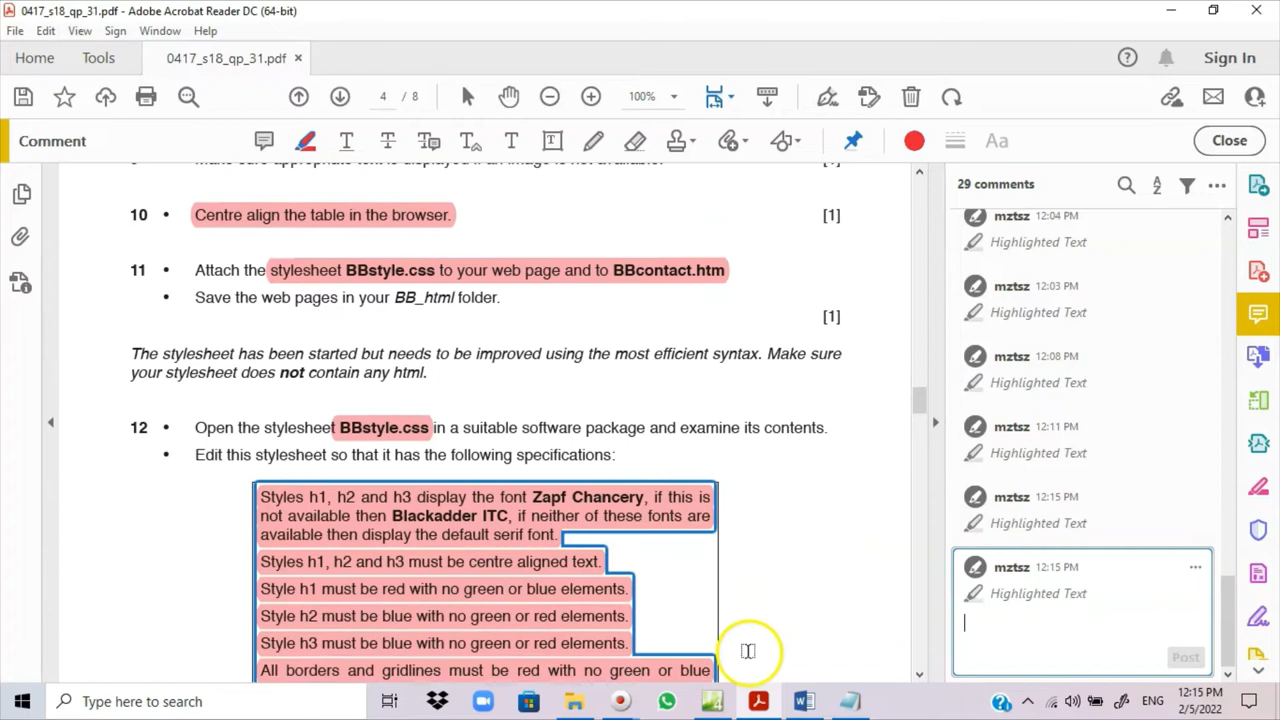 0417_s18_qp_31.pdf - Adobe Acrobat Reader DC (64-bit)
File Edit View Sign Window Help
Home Tools 0417_s18_qp_31.pdf × Sign In
4 / 8 100%
Comment Close
10 • Centre align the table in the browser. [1]
11 • Attach the stylesheet BBstyle.css to your web page and to BBcontact.htm
• Save the web pages in your BB_html folder.
[1]
The stylesheet has been started but needs to be improved using the most efficient syntax. Make sure
your stylesheet does not contain any html.
12 • Open the stylesheet BBstyle.css in a suitable software package and examine its contents.
• Edit this stylesheet so that it has the following specifications:
Styles h1, h2 and h3 display the font Zapf Chancery, if this is
not available then Blackadder ITC, if neither of these fonts are
available then display the default serif font.
Styles h1, h2 and h3 must be centre aligned text.
Style h1 must be red with no green or blue elements.
Style h2 must be blue with no green or red elements.
Style h3 must be blue with no green or red elements.
All borders and gridlines must be red with no green or blue
29 comments
mztsz 12:04 PM
Highlighted Text
mztsz 12:03 PM
Highlighted Text
mztsz 12:08 PM
Highlighted Text
mztsz 12:11 PM
Highlighted Text
mztsz 12:15 PM
Highlighted Text
mztsz 12:15 PM
Highlighted Text
Post
Type here to search
ENG
12:15 PM
2/5/2022